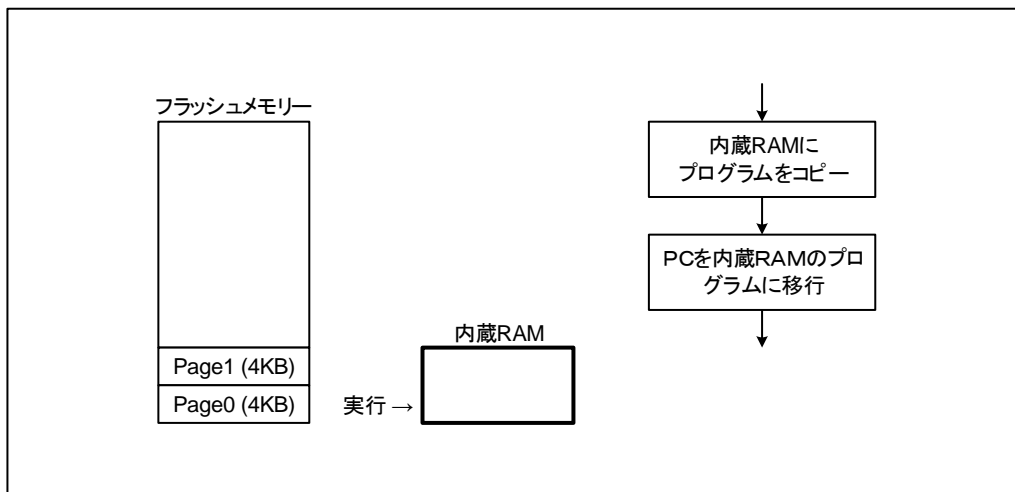 フラッシュメモリー
Page1 (4KB)
Page0 (4KB)
内蔵RAM
実行 →
内蔵RAMに
プログラムをコピー
PCを内蔵RAMのプロ
グラムに移行